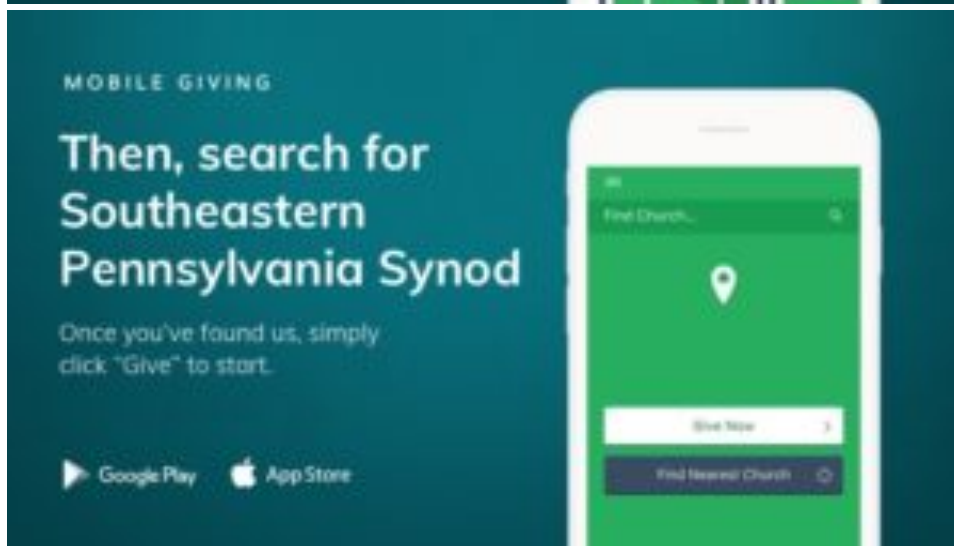 MOBILE GIVING
Then, search for
Southeastern
Pennsylvania Synod
Once you've found us, simply
click "Give" to start.
Google Play
App Store
Find Church...
Give Now
Find Nearest Church